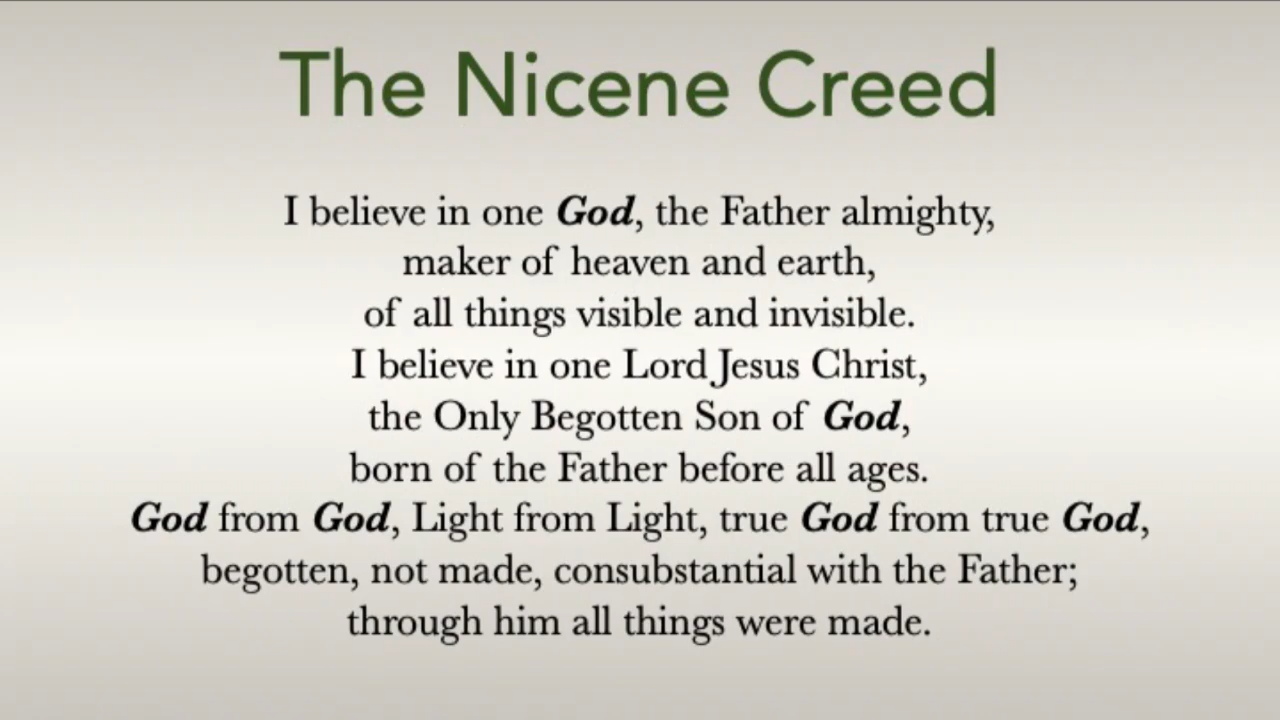 The Nicene Creed
I believe in one God, the Father almighty,
maker of heaven and earth,
of all things visible and invisible.
I believe in one Lord Jesus Christ,
the Only Begotten Son of God,
born of the Father before all ages.
God from God, Light from Light, true God from true God,
begotten, not made, consubstantial with the Father;
through him all things were made.